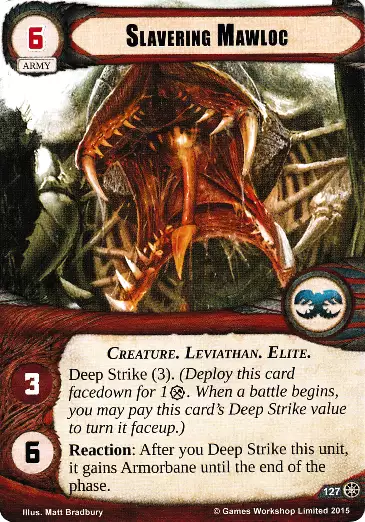 6
Slavering Mawloc
ARMY
Creature. Leviathan. Elite.
3
Deep Strike (3). (Deploy this card
facedown for 1. When a battle begins,
you may pay this card's Deep Strike value
to turn it faceup.)
6
Reaction: After you Deep Strike this unit,
it gains Armorbane until the end of the
phase.
127
Illus. Matt Bradbury
© Games Workshop Limited 2015